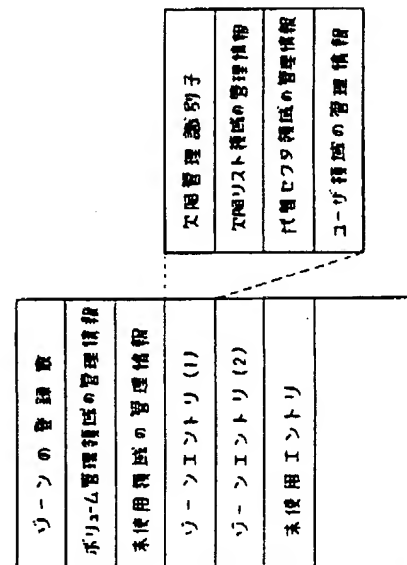 ゾーンの登録数
ボリューム管理領域の管理情報
未使用領域の管理情報
ゾーンエントリ(1)
ゾーンエントリ(2)
未使用エントリ
欠陥管理識別子
欠陥リスト領域の管理情報
代替セクタ領域の管理情報
ユーザ領域の管理情報